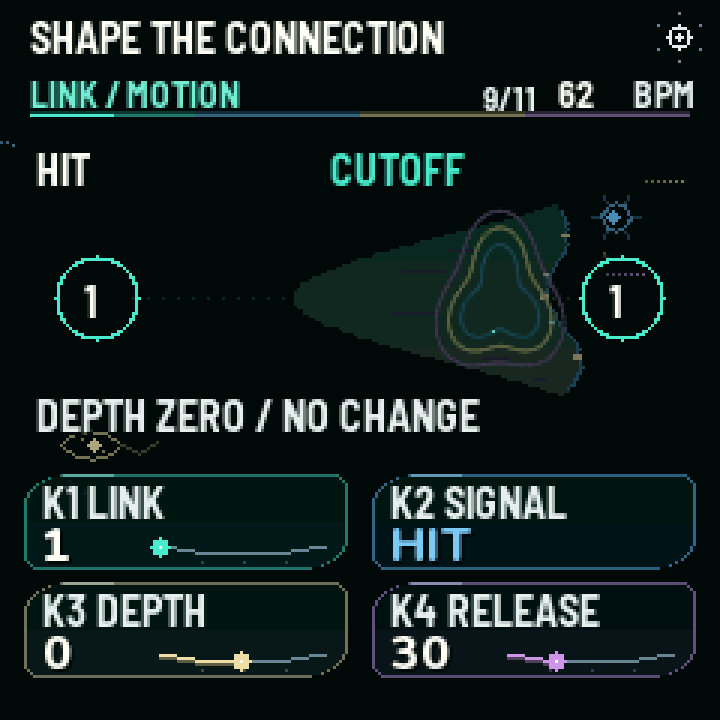 SHAPE THE CONNECTION
LINK / MOTION 9/11 62 BPM
HIT CUTOFF
1 1
DEPTH ZERO / NO CHANGE
K1 LINK K2 SIGNAL
1 HIT
K3 DEPTH K4 RELEASE
0 30